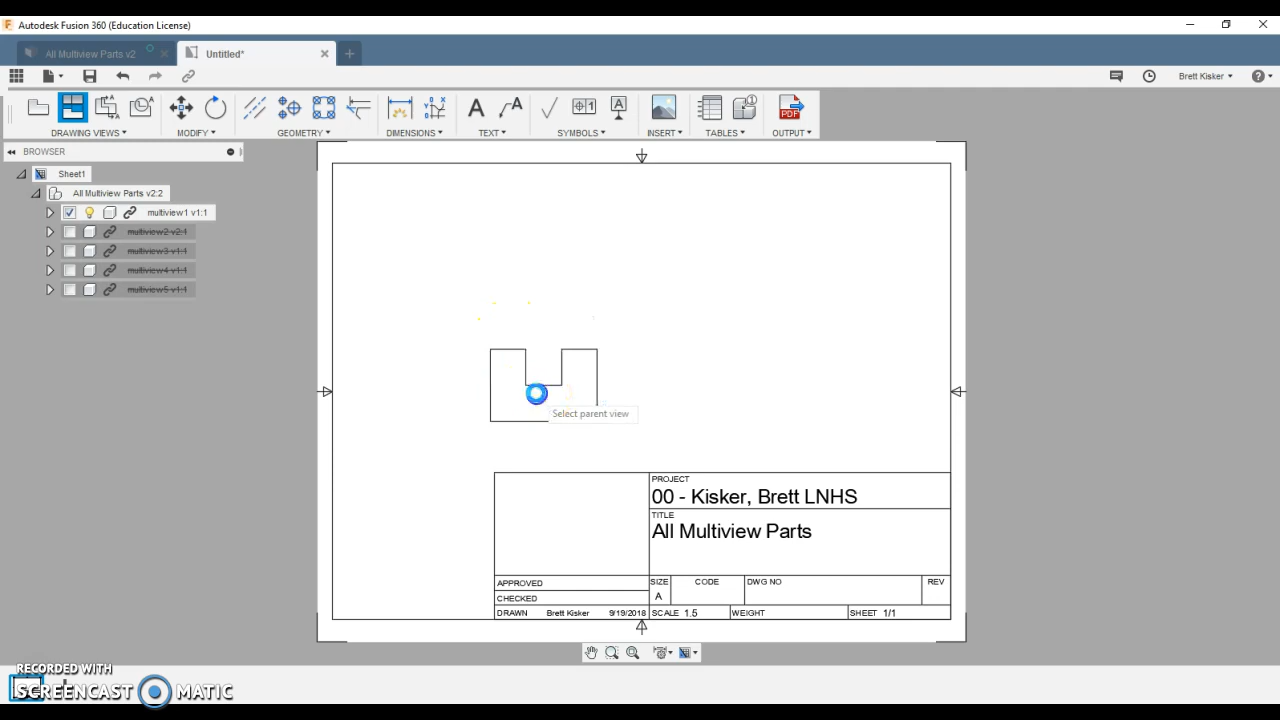 Autodesk Fusion 360 (Education License)
All Multiview Parts v2
Untitled*
Brett Kisker
DRAWING VIEWS
MODIFY
GEOMETRY
DIMENSIONS
TEXT
SYMBOLS
INSERT
TABLES
OUTPUT
PDF
BROWSER
Sheet1
All Multiview Parts v2:2
multiview1 v1:1
multiview2 v2:1
multiview3 v1:1
multiview4 v1:1
multiview5 v1:1
Select parent view
PROJECT
00 - Kisker, Brett LNHS
TITLE
All Multiview Parts
APPROVED
CHECKED
DRAWN Brett Kisker 9/19/2018
SIZE
A
CODE
DWG NO
REV
SCALE 1.5
WEIGHT
SHEET 1/1
RECORDED WITH
SCREENCAST MATIC